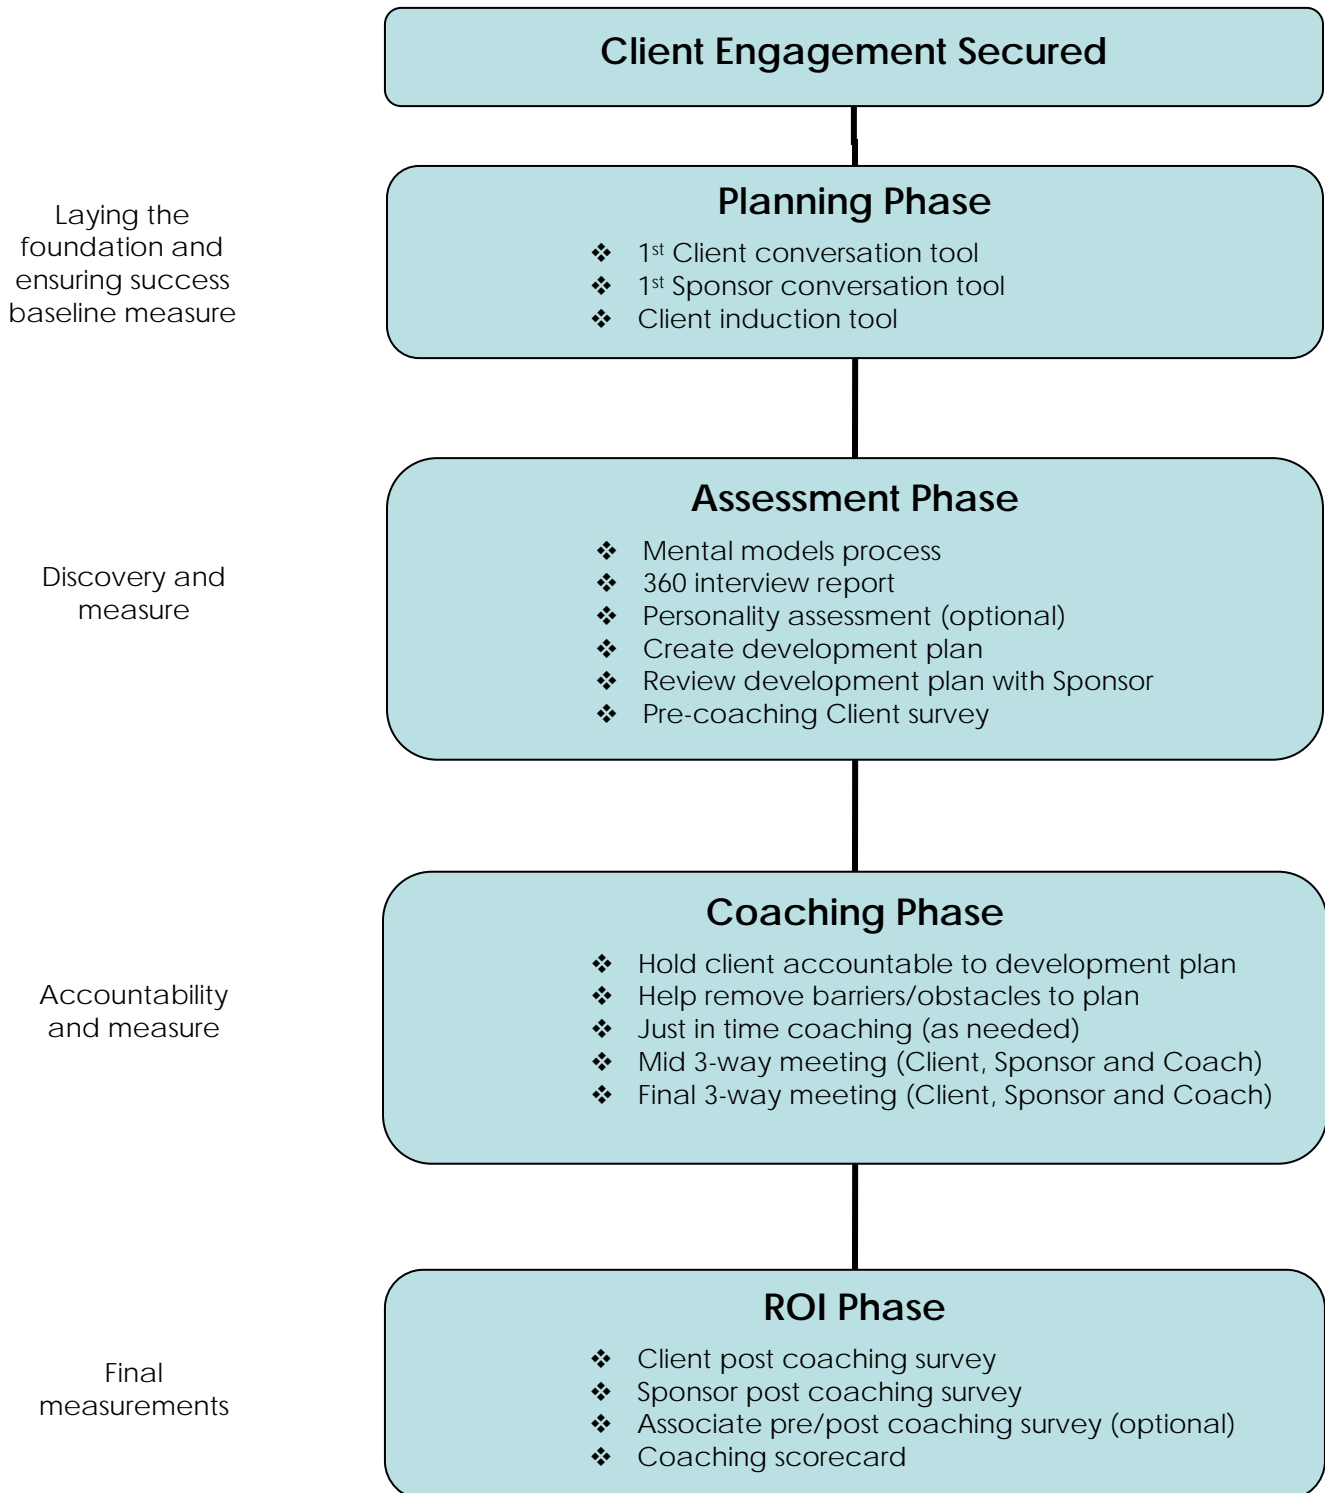 Client Engagement Secured
Laying the
foundation and
ensuring success
baseline measure
Planning Phase
❖ 1st Client conversation tool
❖ 1st Sponsor conversation tool
❖ Client induction tool
Discovery and
measure
Assessment Phase
❖ Mental models process
❖ 360 interview report
❖ Personality assessment (optional)
❖ Create development plan
❖ Review development plan with Sponsor
❖ Pre-coaching Client survey
Accountability
and measure
Coaching Phase
❖ Hold client accountable to development plan
❖ Help remove barriers/obstacles to plan
❖ Just in time coaching (as needed)
❖ Mid 3-way meeting (Client, Sponsor and Coach)
❖ Final 3-way meeting (Client, Sponsor and Coach)
Final
measurements
ROI Phase
❖ Client post coaching survey
❖ Sponsor post coaching survey
❖ Associate pre/post coaching survey (optional)
❖ Coaching scorecard